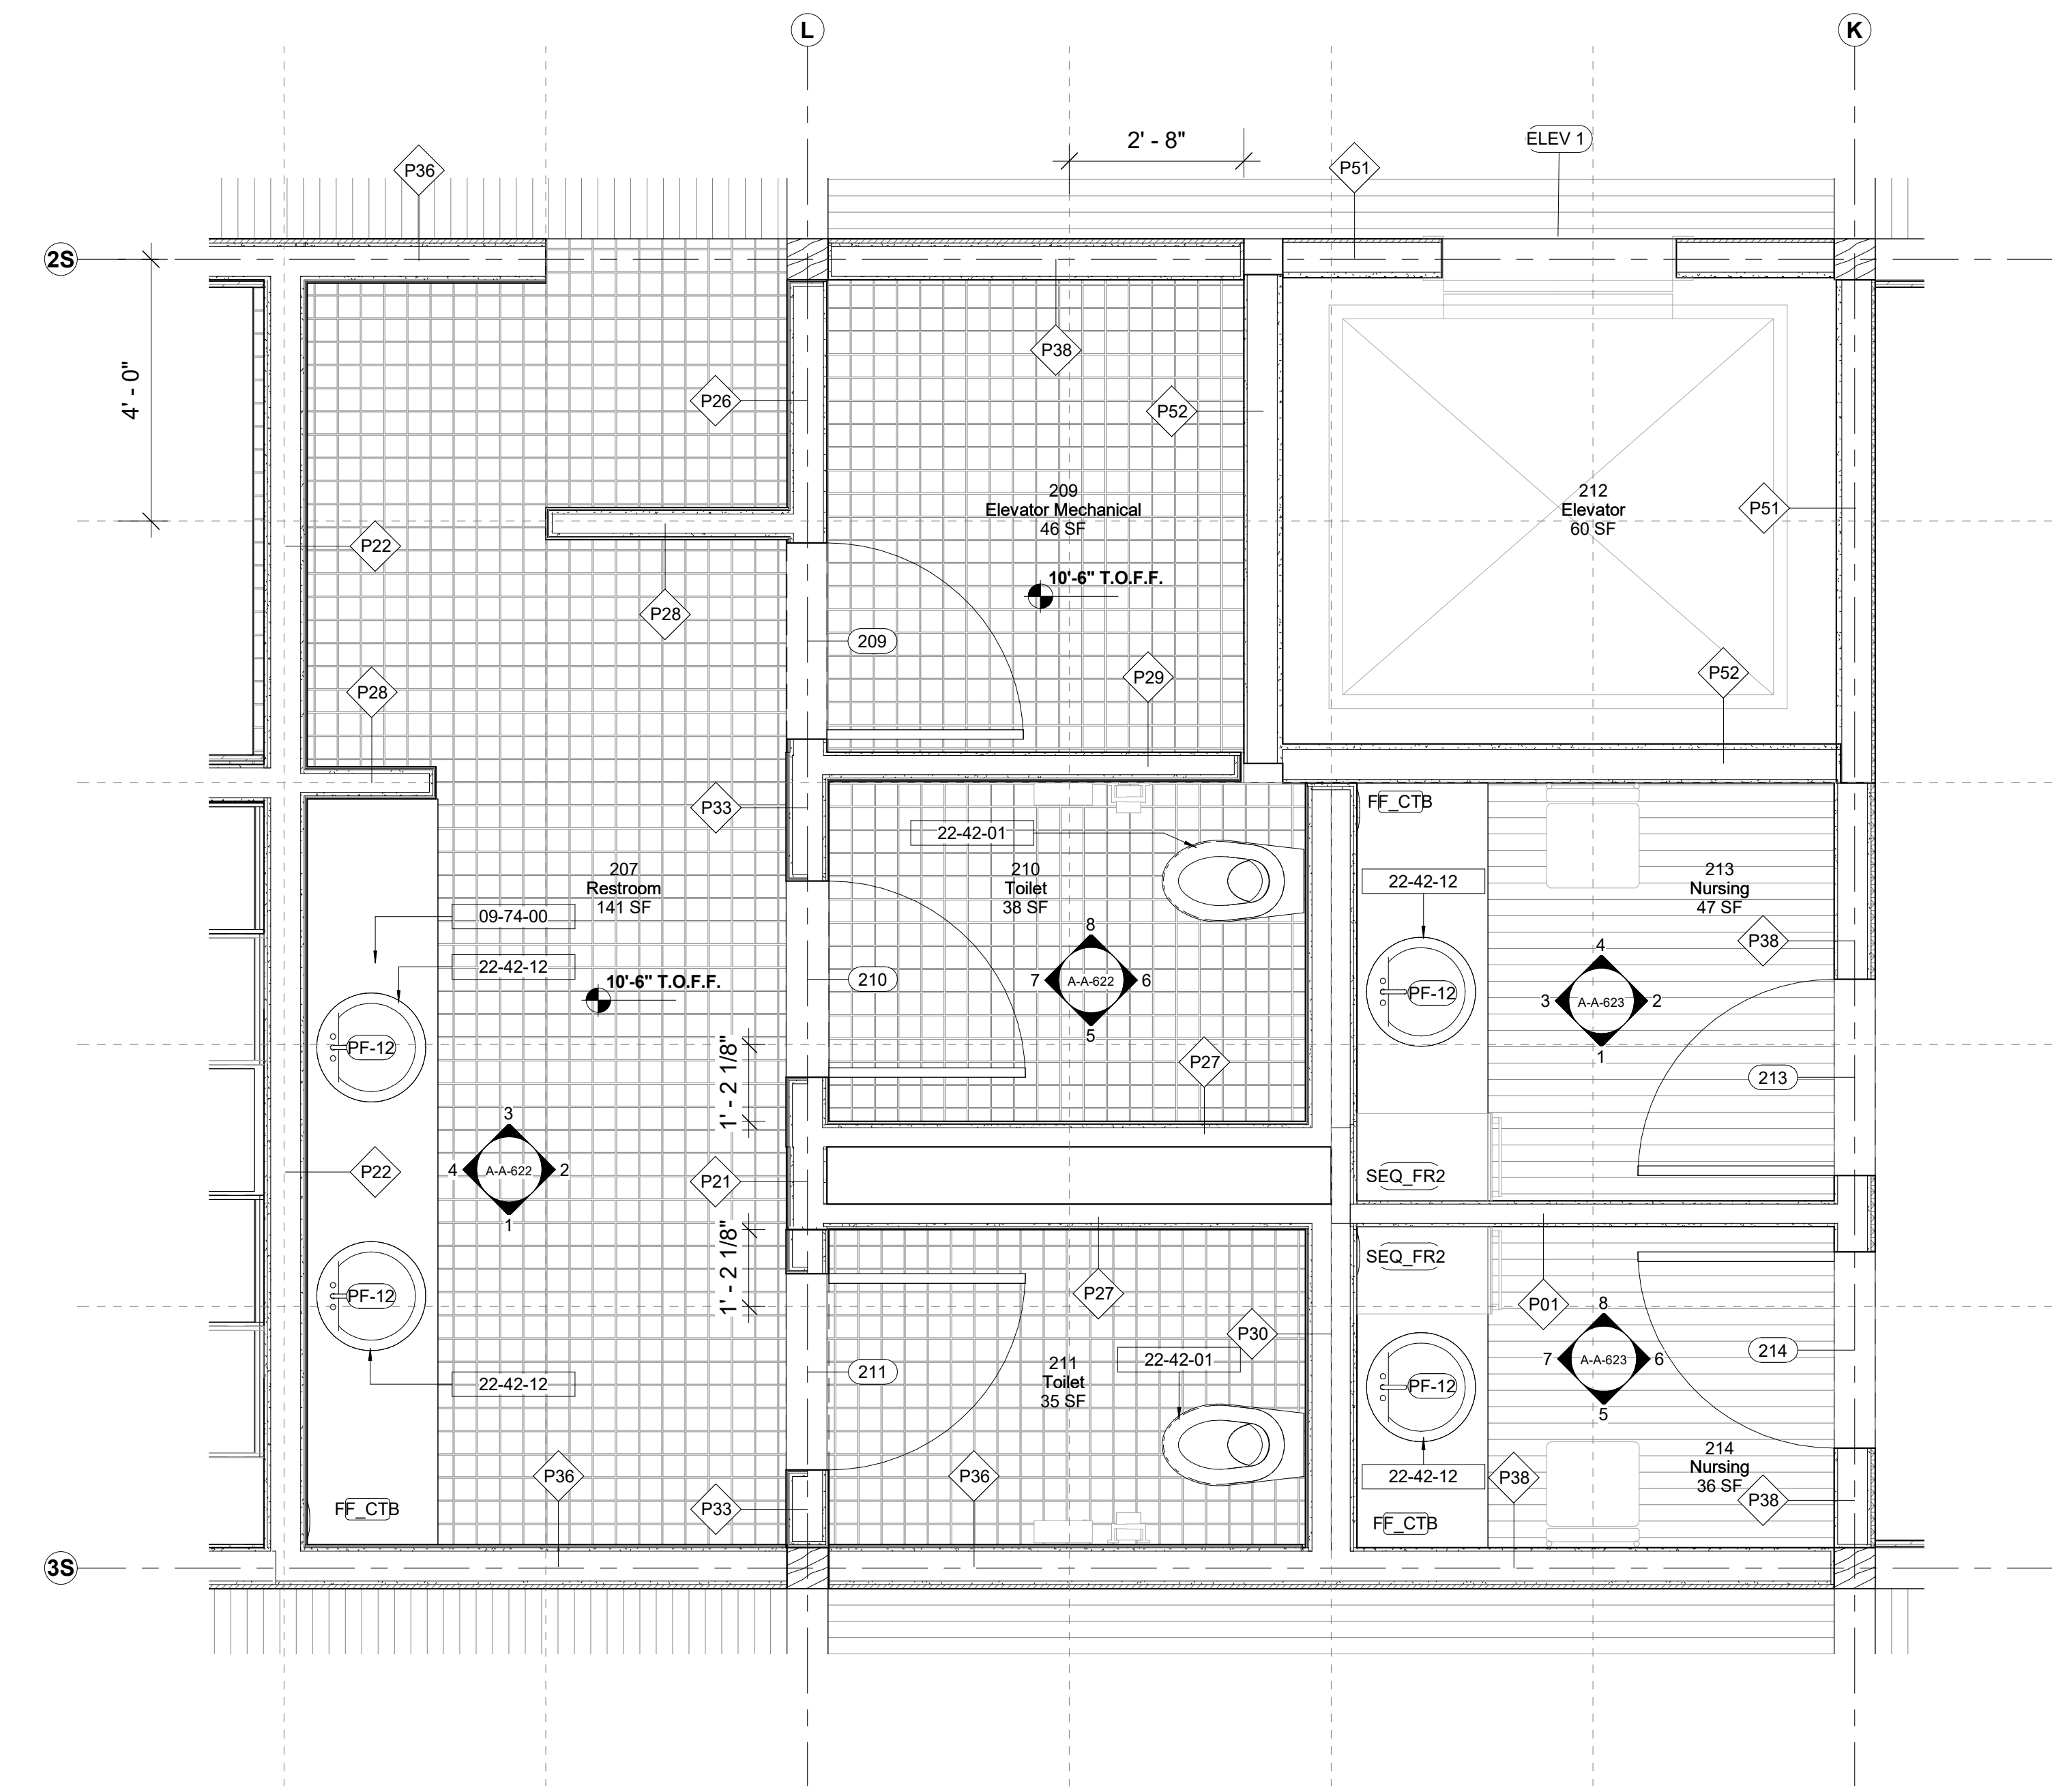 L
K
2' - 8"
ELEV 1
P36
P51
2S
4' - 0"
P38
P26
P52
209
Elevator Mechanical
46 SF
212
Elevator
60 SF
P51
P22
10'-6" T.O.F.F.
P28
209
P29
P52
P28
P33
FF_CTB
22-42-01
207
Restroom
141 SF
210
Toilet
38 SF
22-42-12
213
Nursing
47 SF
09-74-00
8
P38
22-42-12
4
10'-6" T.O.F.F.
210
7
A-A-622
6
PF-12
3
A-A-623
2
5
PF-12
1
1' - 2 1/8"
P27
213
3
P22
4
A-A-622
2
P21
SEQ_FR2
1
1' - 2 1/8"
SEQ_FR2
PF-12
P27
P01
8
P30
22-42-12
211
211
Toilet
35 SF
22-42-01
7
A-A-623
6
214
PF-12
5
P36
P36
22-42-12
P38
214
Nursing
36 SF
P38
FF_CTB
P33
FF_CTB
3S